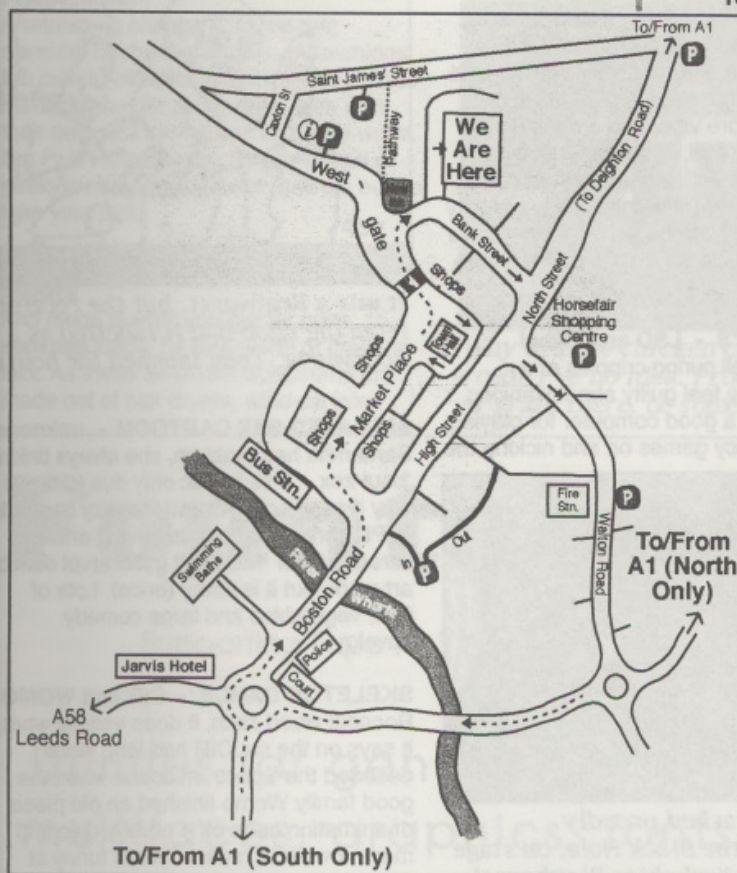 To/From A1
P
Saint James' Street
Caxton St
P
i P
Pathway
We
Are
Here
(To Deighton Road)
West
gate
Bank Street
Shops
North Street
Horsefair
Shopping
Centre
P
Town
Hall
Shops
Market Place
Shops
Shops
High Street
Bus Stn.
Fire
Stn.
P
Walton Road
To/From
A1 (North
Only)
In
Out
P
Swimming
Baths
River
Wharfe
Boston Road
Police
Court
Jarvis Hotel
A58
Leeds Road
To/From A1 (South Only)